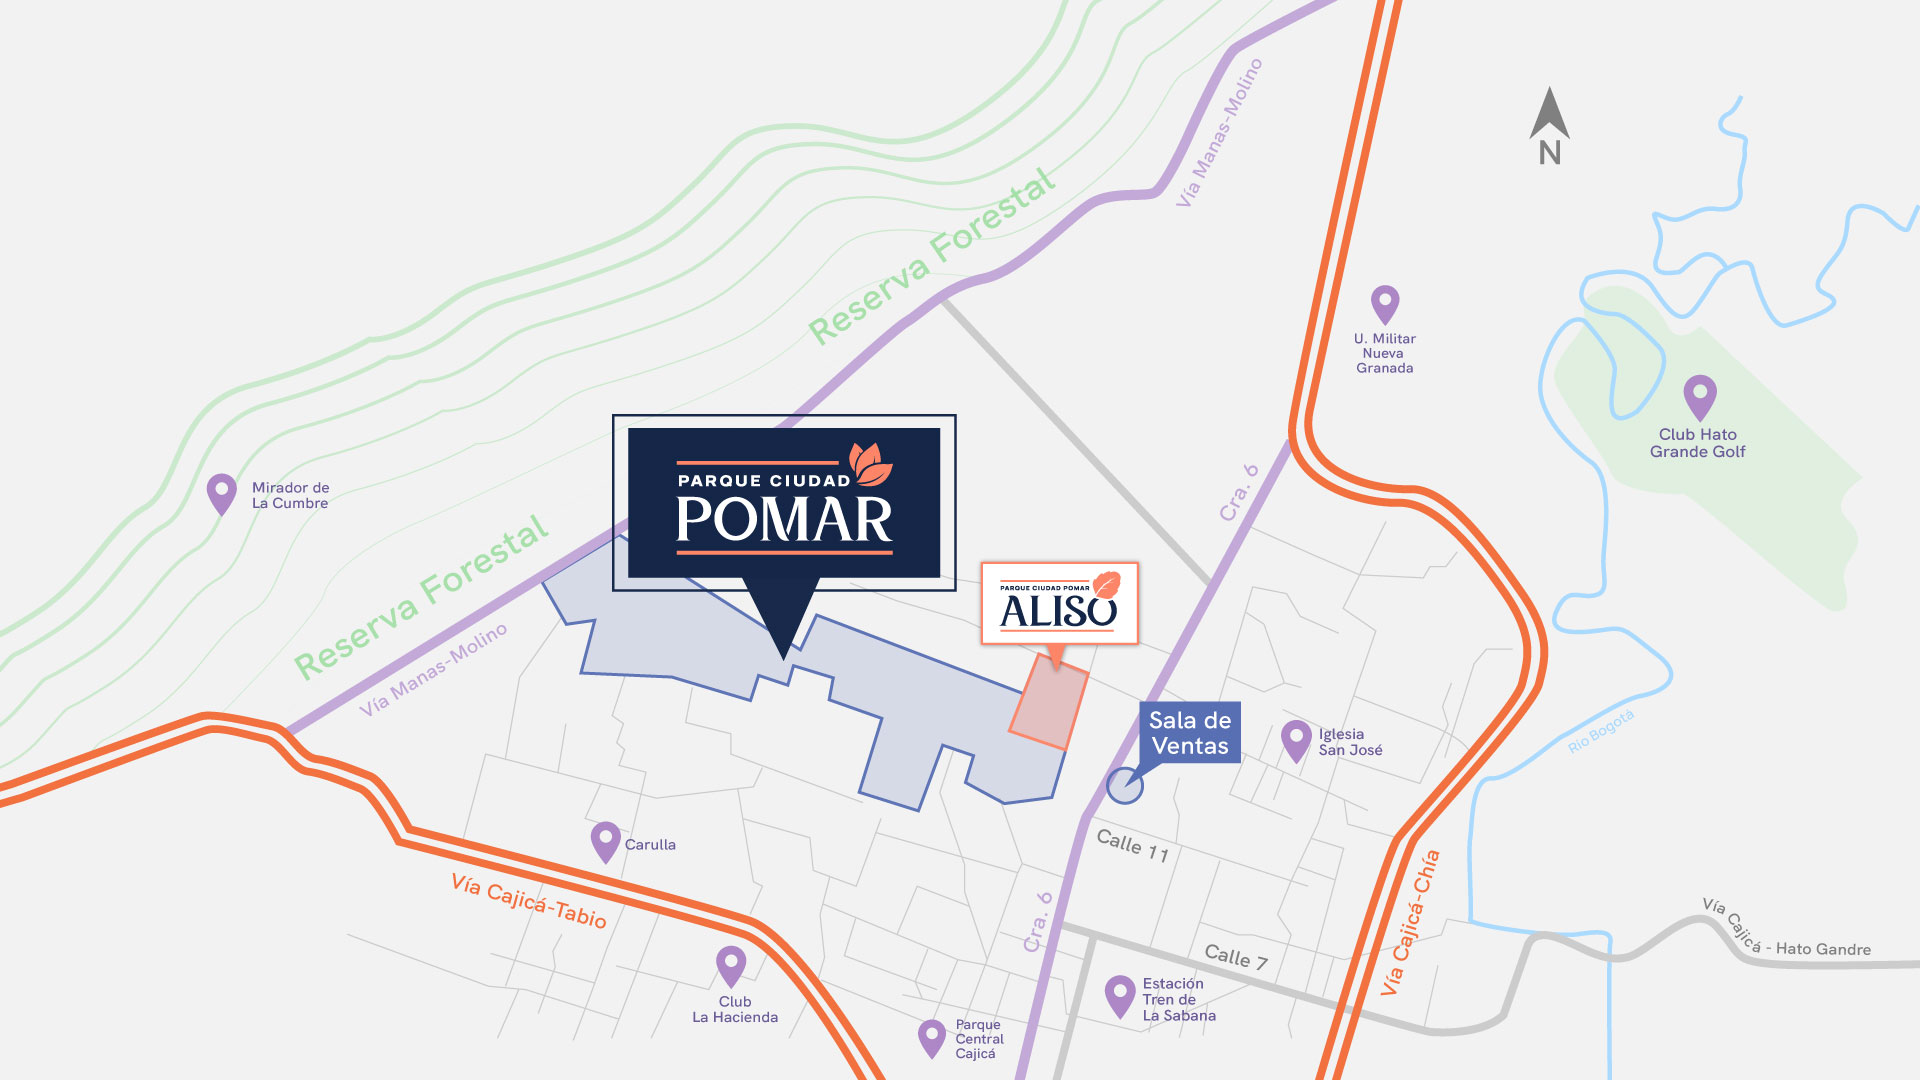 Vía Manas-Molino
N
Reserva Forestal
U. Militar
Nueva
Granada
Club Hato
Grande Golf
Mirador de
La Cumbre
PARQUE CIUDAD
POMAR
Cra. 6
Reserva Forestal
Vía Manas-Molino
PARQUE CIUDAD POMAR
ALISO
Sala de
Ventas
Iglesia
San José
Rio Bogotá
Carulla
Calle 11
Vía Cajicá-Tabio
Cra. 6
Calle 7
Vía Cajicá-Chía
Vía Cajicá - Hato Gandre
Club
La Hacienda
Estación
Tren de
La Sabana
Parque
Central
Cajicá